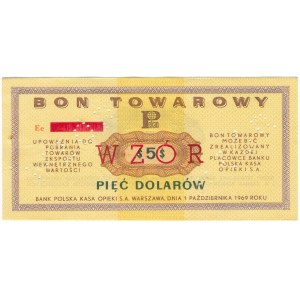 BON TOWAROWY
Ee
UPOWAŻNIA DO
POBRANIA
TOWARÓW
EKSPORTU
WEWNĘTRZNEGO
WARTOŚCI
BON TOWAROWY
MOŻE BYĆ
ZREALIZOWANY
W KAŻDEJ
PLACÓWCE BANKU
POLSKA KASA
OPIEKI S.A.
$5$
WZÓR
PIĘĆ DOLARÓW
BANK POLSKA KASA OPIEKI S.A. WARSZAWA, DNIA 1 PAŹDZIERNIKA 1969 ROKU